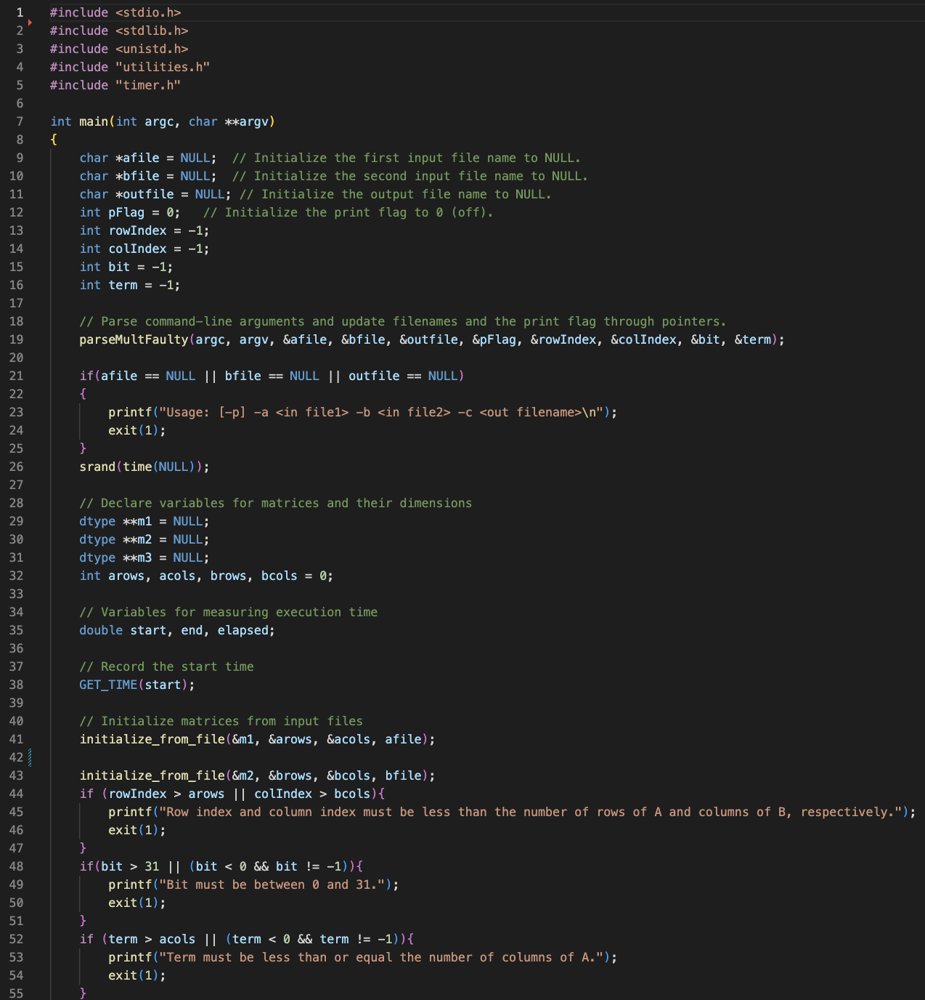 1 #include <stdio.h>
2 #include <stdlib.h>
3 #include <unistd.h>
4 #include "utilities.h"
5 #include "timer.h"
6
7 int main(int argc, char **argv)
8 {
9     char *afile = NULL;  // Initialize the first input file name to NULL.
10     char *bfile = NULL;  // Initialize the second input file name to NULL.
11     char *outfile = NULL; // Initialize the output file name to NULL.
12     int pFlag = 0;   // Initialize the print flag to 0 (off).
13     int rowIndex = -1;
14     int colIndex = -1;
15     int bit = -1;
16     int term = -1;
17
18     // Parse command-line arguments and update filenames and the print flag through pointers.
19     parseMultFaulty(argc, argv, &afile, &bfile, &outfile, &pFlag, &rowIndex, &colIndex, &bit, &term);
20
21     if(afile == NULL || bfile == NULL || outfile == NULL)
22     {
23         printf("Usage: [-p] -a <in file1> -b <in file2> -c <out filename>\n");
24         exit(1);
25     }
26     srand(time(NULL));
27
28     // Declare variables for matrices and their dimensions
29     dtype **m1 = NULL;
30     dtype **m2 = NULL;
31     dtype **m3 = NULL;
32     int arows, acols, brows, bcols = 0;
33
34     // Variables for measuring execution time
35     double start, end, elapsed;
36
37     // Record the start time
38     GET_TIME(start);
39
40     // Initialize matrices from input files
41     initialize_from_file(&m1, &arows, &acols, afile);
42
43     initialize_from_file(&m2, &brows, &bcols, bfile);
44     if (rowIndex > arows || colIndex > bcols){
45         printf("Row index and column index must be less than the number of rows of A and columns of B, respectively.");
46         exit(1);
47     }
48     if(bit > 31 || (bit < 0 && bit != -1)){
49         printf("Bit must be between 0 and 31.");
50         exit(1);
51     }
52     if (term > acols || (term < 0 && term != -1)){
53         printf("Term must be less than or equal the number of columns of A.");
54         exit(1);
55     }